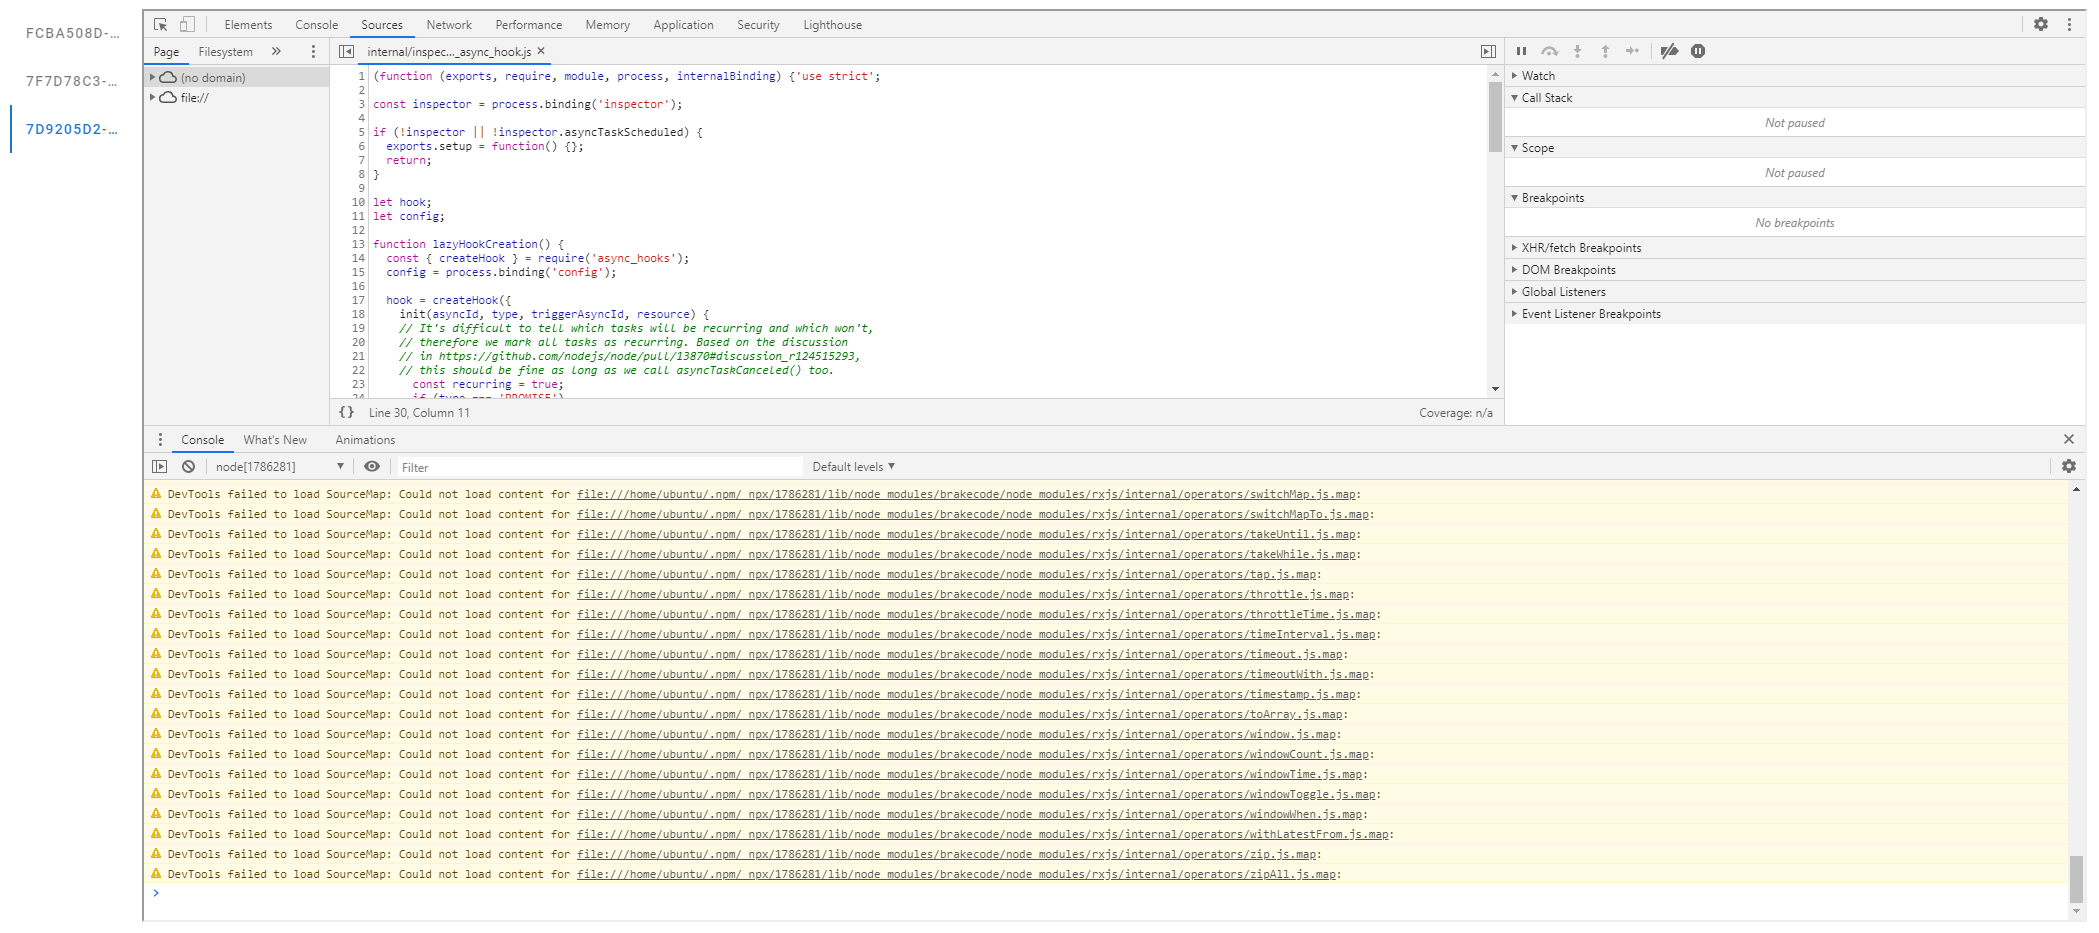 FCBA508D-...
7F7D78C3-...
7D9205D2-...
Elements Console Sources Network Performance Memory Application Security Lighthouse
Page Filesystem »
(no domain)
file://
internal/inspec..._async_hook.js ×
1 (function (exports, require, module, process, internalBinding) {'use strict';
2
3 const inspector = process.binding('inspector');
4
5 if (!inspector || !inspector.asyncTaskScheduled) {
6 exports.setup = function() {};
7 return;
8 }
9
10 let hook;
11 let config;
12
13 function lazyHookCreation() {
14 const { createHook } = require('async_hooks');
15 config = process.binding('config');
16
17 hook = createHook({
18 init(asyncId, type, triggerAsyncId, resource) {
19 // It's difficult to tell which tasks will be recurring and which won't,
20 // therefore we mark all tasks as recurring. Based on the discussion
21 // in https://github.com/nodejs/node/pull/13870#discussion_r124515293,
22 // this should be fine as long as we call asyncTaskCanceled() too.
23 const recurring = true;
24 if (type === 'PROMISE')
{} Line 30, Column 11 Coverage: n/a
Watch
Call Stack
Not paused
Scope
Not paused
Breakpoints
No breakpoints
XHR/fetch Breakpoints
DOM Breakpoints
Global Listeners
Event Listener Breakpoints
Console What's New Animations
node[1786281] Filter Default levels
DevTools failed to load SourceMap: Could not load content for file:///home/ubuntu/.npm/_npx/1786281/lib/node_modules/brakecode/node_modules/rxjs/internal/operators/switchMap.js.map:
DevTools failed to load SourceMap: Could not load content for file:///home/ubuntu/.npm/_npx/1786281/lib/node_modules/brakecode/node_modules/rxjs/internal/operators/switchMapTo.js.map:
DevTools failed to load SourceMap: Could not load content for file:///home/ubuntu/.npm/_npx/1786281/lib/node_modules/brakecode/node_modules/rxjs/internal/operators/takeUntil.js.map:
DevTools failed to load SourceMap: Could not load content for file:///home/ubuntu/.npm/_npx/1786281/lib/node_modules/brakecode/node_modules/rxjs/internal/operators/takeWhile.js.map:
DevTools failed to load SourceMap: Could not load content for file:///home/ubuntu/.npm/_npx/1786281/lib/node_modules/brakecode/node_modules/rxjs/internal/operators/tap.js.map:
DevTools failed to load SourceMap: Could not load content for file:///home/ubuntu/.npm/_npx/1786281/lib/node_modules/brakecode/node_modules/rxjs/internal/operators/throttle.js.map:
DevTools failed to load SourceMap: Could not load content for file:///home/ubuntu/.npm/_npx/1786281/lib/node_modules/brakecode/node_modules/rxjs/internal/operators/throttleTime.js.map:
DevTools failed to load SourceMap: Could not load content for file:///home/ubuntu/.npm/_npx/1786281/lib/node_modules/brakecode/node_modules/rxjs/internal/operators/timeInterval.js.map:
DevTools failed to load SourceMap: Could not load content for file:///home/ubuntu/.npm/_npx/1786281/lib/node_modules/brakecode/node_modules/rxjs/internal/operators/timeout.js.map:
DevTools failed to load SourceMap: Could not load content for file:///home/ubuntu/.npm/_npx/1786281/lib/node_modules/brakecode/node_modules/rxjs/internal/operators/timeoutWith.js.map:
DevTools failed to load SourceMap: Could not load content for file:///home/ubuntu/.npm/_npx/1786281/lib/node_modules/brakecode/node_modules/rxjs/internal/operators/timestamp.js.map:
DevTools failed to load SourceMap: Could not load content for file:///home/ubuntu/.npm/_npx/1786281/lib/node_modules/brakecode/node_modules/rxjs/internal/operators/toArray.js.map:
DevTools failed to load SourceMap: Could not load content for file:///home/ubuntu/.npm/_npx/1786281/lib/node_modules/brakecode/node_modules/rxjs/internal/operators/window.js.map:
DevTools failed to load SourceMap: Could not load content for file:///home/ubuntu/.npm/_npx/1786281/lib/node_modules/brakecode/node_modules/rxjs/internal/operators/windowCount.js.map:
DevTools failed to load SourceMap: Could not load content for file:///home/ubuntu/.npm/_npx/1786281/lib/node_modules/brakecode/node_modules/rxjs/internal/operators/windowTime.js.map:
DevTools failed to load SourceMap: Could not load content for file:///home/ubuntu/.npm/_npx/1786281/lib/node_modules/brakecode/node_modules/rxjs/internal/operators/windowToggle.js.map:
DevTools failed to load SourceMap: Could not load content for file:///home/ubuntu/.npm/_npx/1786281/lib/node_modules/brakecode/node_modules/rxjs/internal/operators/windowWhen.js.map:
DevTools failed to load SourceMap: Could not load content for file:///home/ubuntu/.npm/_npx/1786281/lib/node_modules/brakecode/node_modules/rxjs/internal/operators/withLatestFrom.js.map:
DevTools failed to load SourceMap: Could not load content for file:///home/ubuntu/.npm/_npx/1786281/lib/node_modules/brakecode/node_modules/rxjs/internal/operators/zip.js.map:
DevTools failed to load SourceMap: Could not load content for file:///home/ubuntu/.npm/_npx/1786281/lib/node_modules/brakecode/node_modules/rxjs/internal/operators/zipAll.js.map:
>